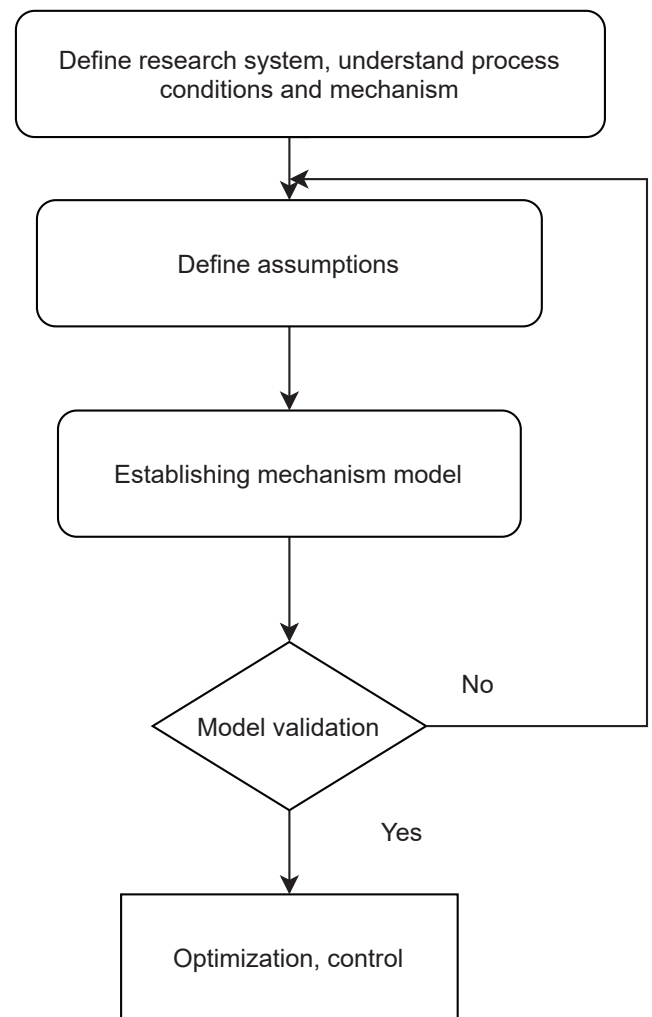 Define research system, understand process
conditions and mechanism
Define assumptions
Establishing mechanism model
No
Model validation
Yes
Optimization, control